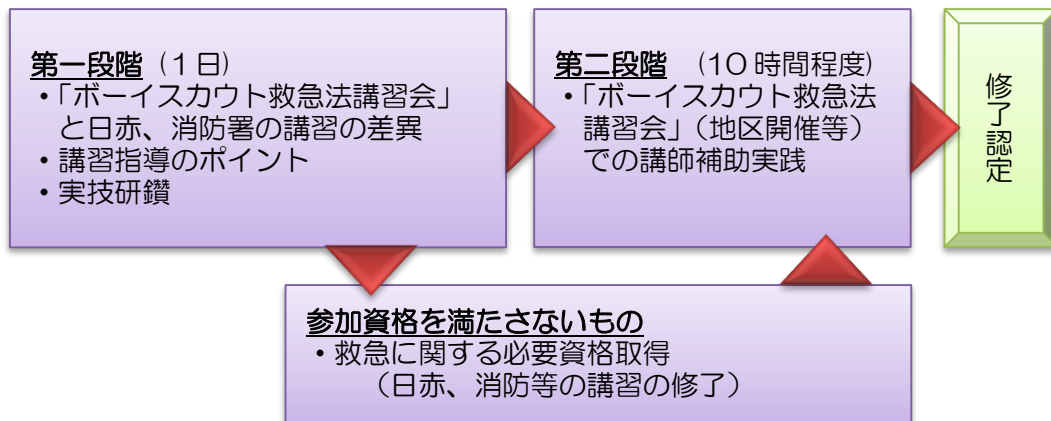 第一段階（１日）
・「ボーイスカウト救急法講習会」
と日赤、消防署の講習の差異
・講習指導のポイント
・実技研鑽
第二段階　（１０時間程度）
・「ボーイスカウト救急法
講習会」（地区開催等）
での講師補助実践
修了認定
参加資格を満たさないもの
・救急に関する必要資格取得
（日赤、消防等の講習の修了）